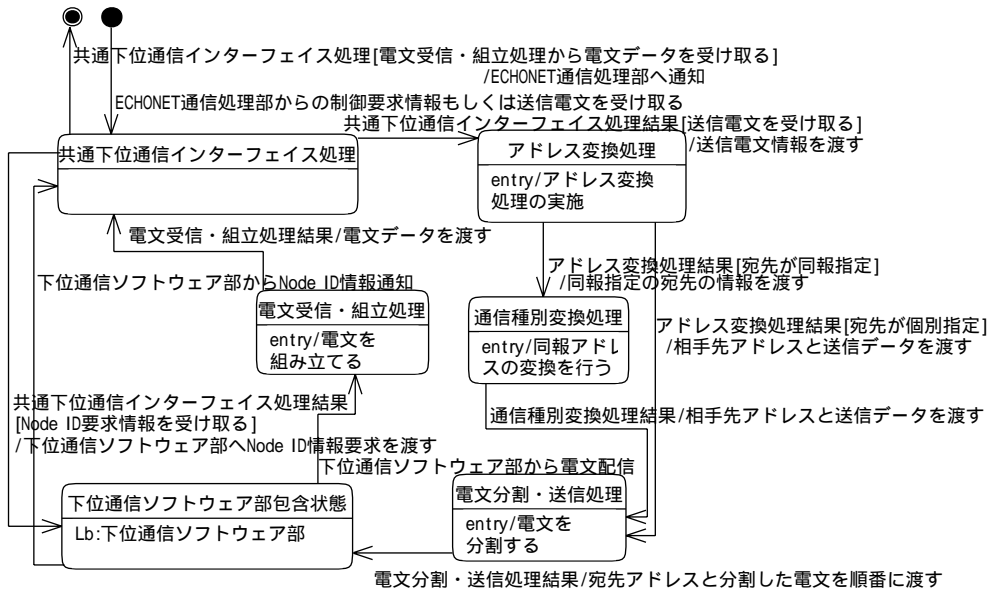 共通下位通信インターフェイス処理[電文受信・組立処理から電文データを受け取る]
/ECHONET通信処理部へ通知
ECHONET通信処理部からの制御要求情報もしくは送信電文を受け取る
共通下位通信インターフェイス処理結果[送信電文を受け取る]
/送信電文情報を渡す
共通下位通信インターフェイス処理
アドレス変換処理
entry/アドレス変換
処理の実施
電文受信・組立処理結果/電文データを渡す
アドレス変換処理結果[宛先が同報指定]
/同報指定の宛先の情報を渡す
下位通信ソフトウェア部からNode ID情報通知
電文受信・組立処理
entry/電文を
組み立てる
通信種別変換処理
entry/同報アドレ
スの変換を行う
アドレス変換処理結果[宛先が個別指定]
/相手先アドレスと送信データを渡す
共通下位通信インターフェイス処理結果
[Node ID要求情報を受け取る]
/下位通信ソフトウェア部へNode ID情報要求を渡す
通信種別変換処理結果/相手先アドレスと送信データを渡す
下位通信ソフトウェア部から電文配信
下位通信ソフトウェア部包含状態
Lb:下位通信ソフトウェア部
電文分割・送信処理
entry/電文を
分割する
電文分割・送信処理結果/宛先アドレスと分割した電文を順番に渡す